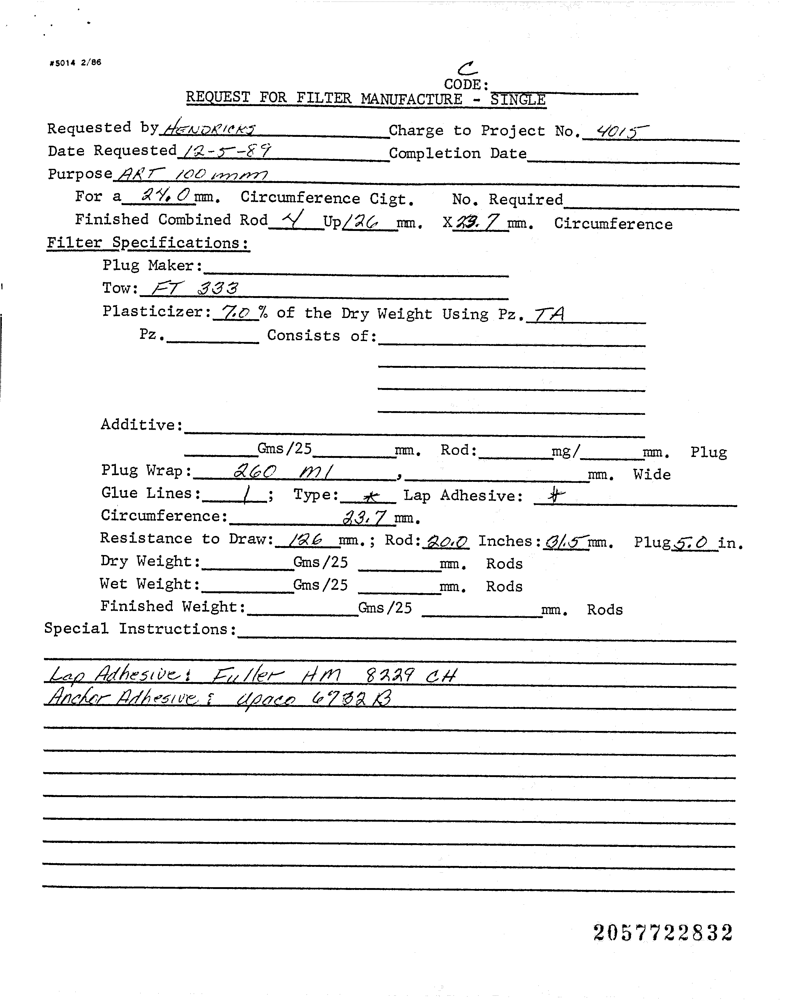 #5014 2/86
C
CODE:
REQUEST FOR FILTER MANUFACTURE - SINGLE
Requested by HENDRICKS Charge to Project No. 4015
Date Requested 12-5-89 Completion Date
Purpose ART 100 mm
For a 24.0 mm. Circumference Cigt. No. Required
Finished Combined Rod 4 Up/126 mm. X 23.7 mm. Circumference
Filter Specifications:
Plug Maker:
Tow: FT 333
Plasticizer: 7.0 % of the Dry Weight Using Pz. TA
Pz. Consists of:
Additive:
Gms/25 mm. Rod: mg/ mm. Plug
Plug Wrap: 260 ml , mm. Wide
Glue Lines: 1 ; Type: * Lap Adhesive: *
Circumference: 23.7 mm.
Resistance to Draw: 126 mm.; Rod: 20.0 Inches: 31.5 mm. Plug 5.0 in.
Dry Weight: Gms/25 mm. Rods
Wet Weight: Gms/25 mm. Rods
Finished Weight: Gms/25 mm. Rods
Special Instructions:
Lap Adhesive: Fuller HM 8229 CH
Anchor Adhesive: Upaco 6732 B
2057722832